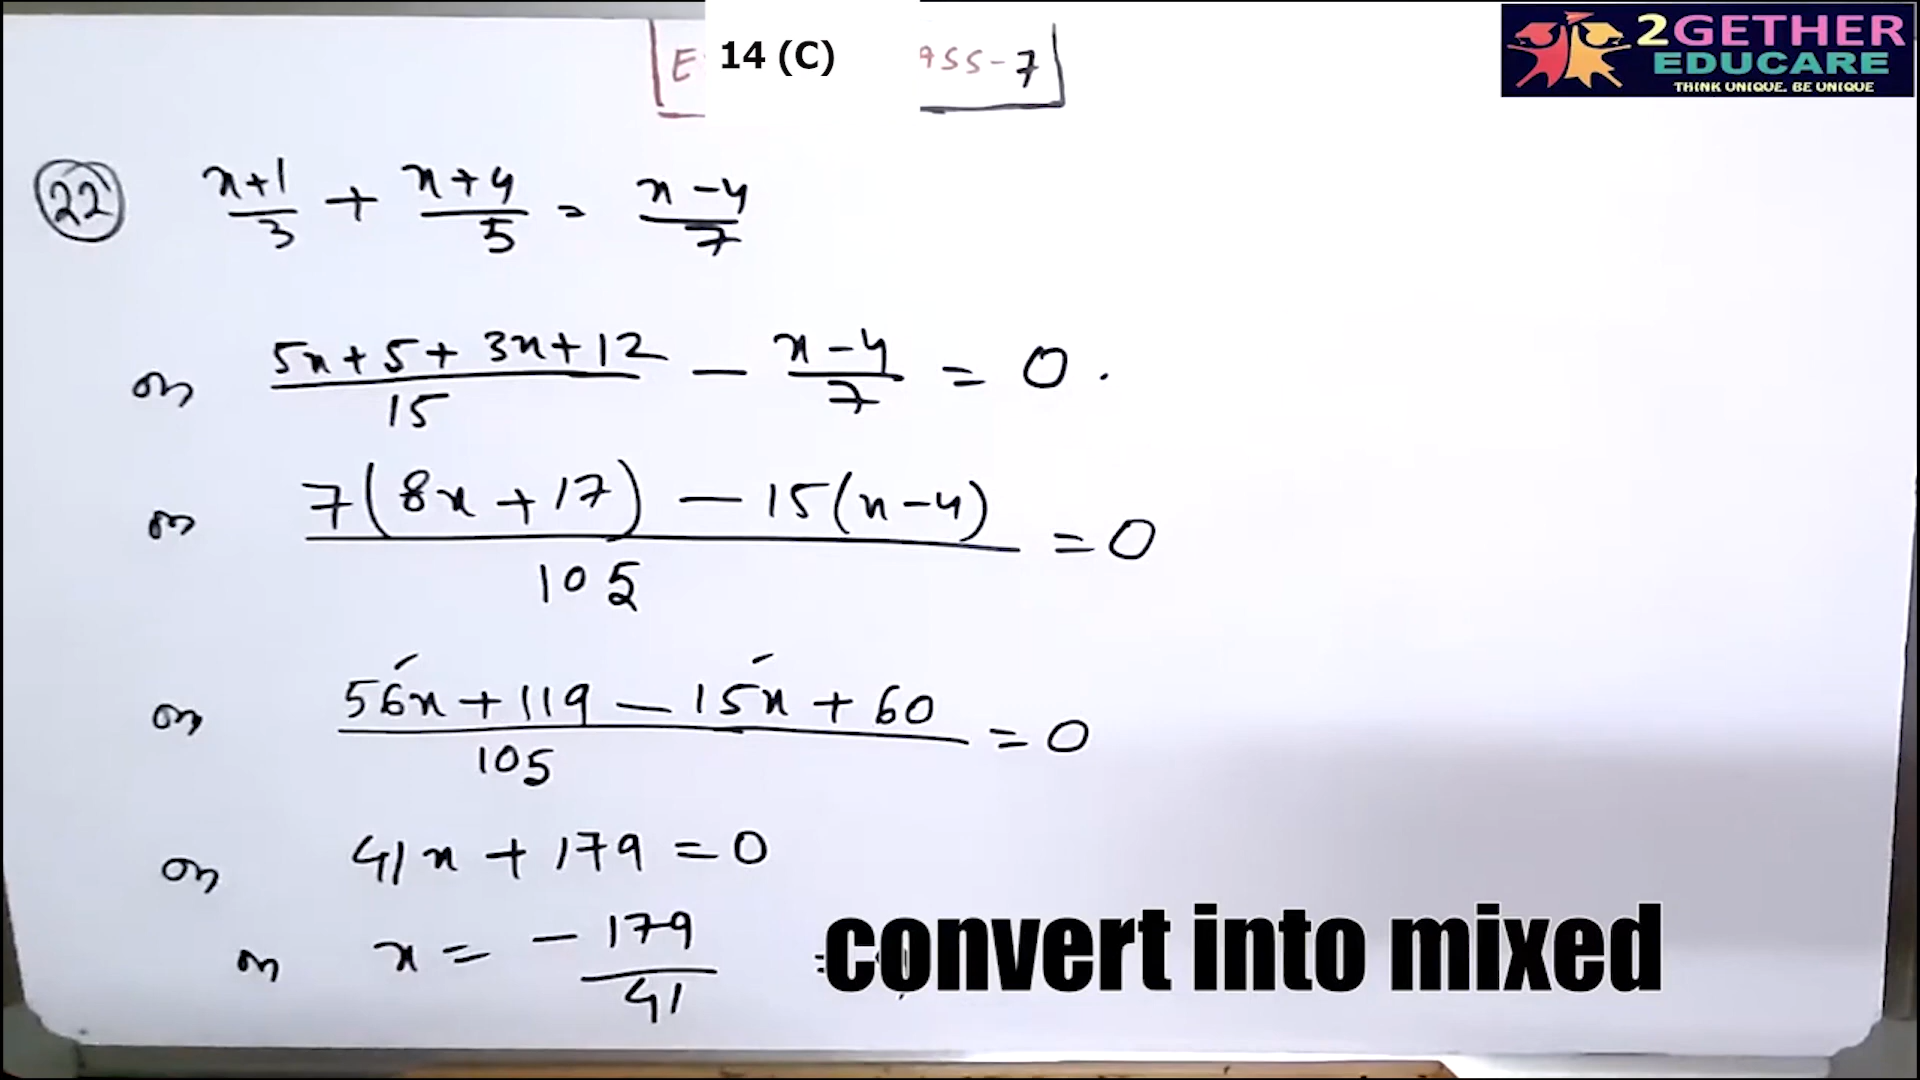 E 14 (C) ASS-7
2GETHER
EDUCARE
THINK UNIQUE. BE UNIQUE
22 x+1/3 + x+4/5 = x-4/7
or 5x+5+3x+12/15 - x-4/7 = 0.
or 7(8x+17) - 15(x-4)/105 = 0
or 56x+119-15x+60/105 = 0
or 41x+179=0
or x = -179/41 =
convert into mixed